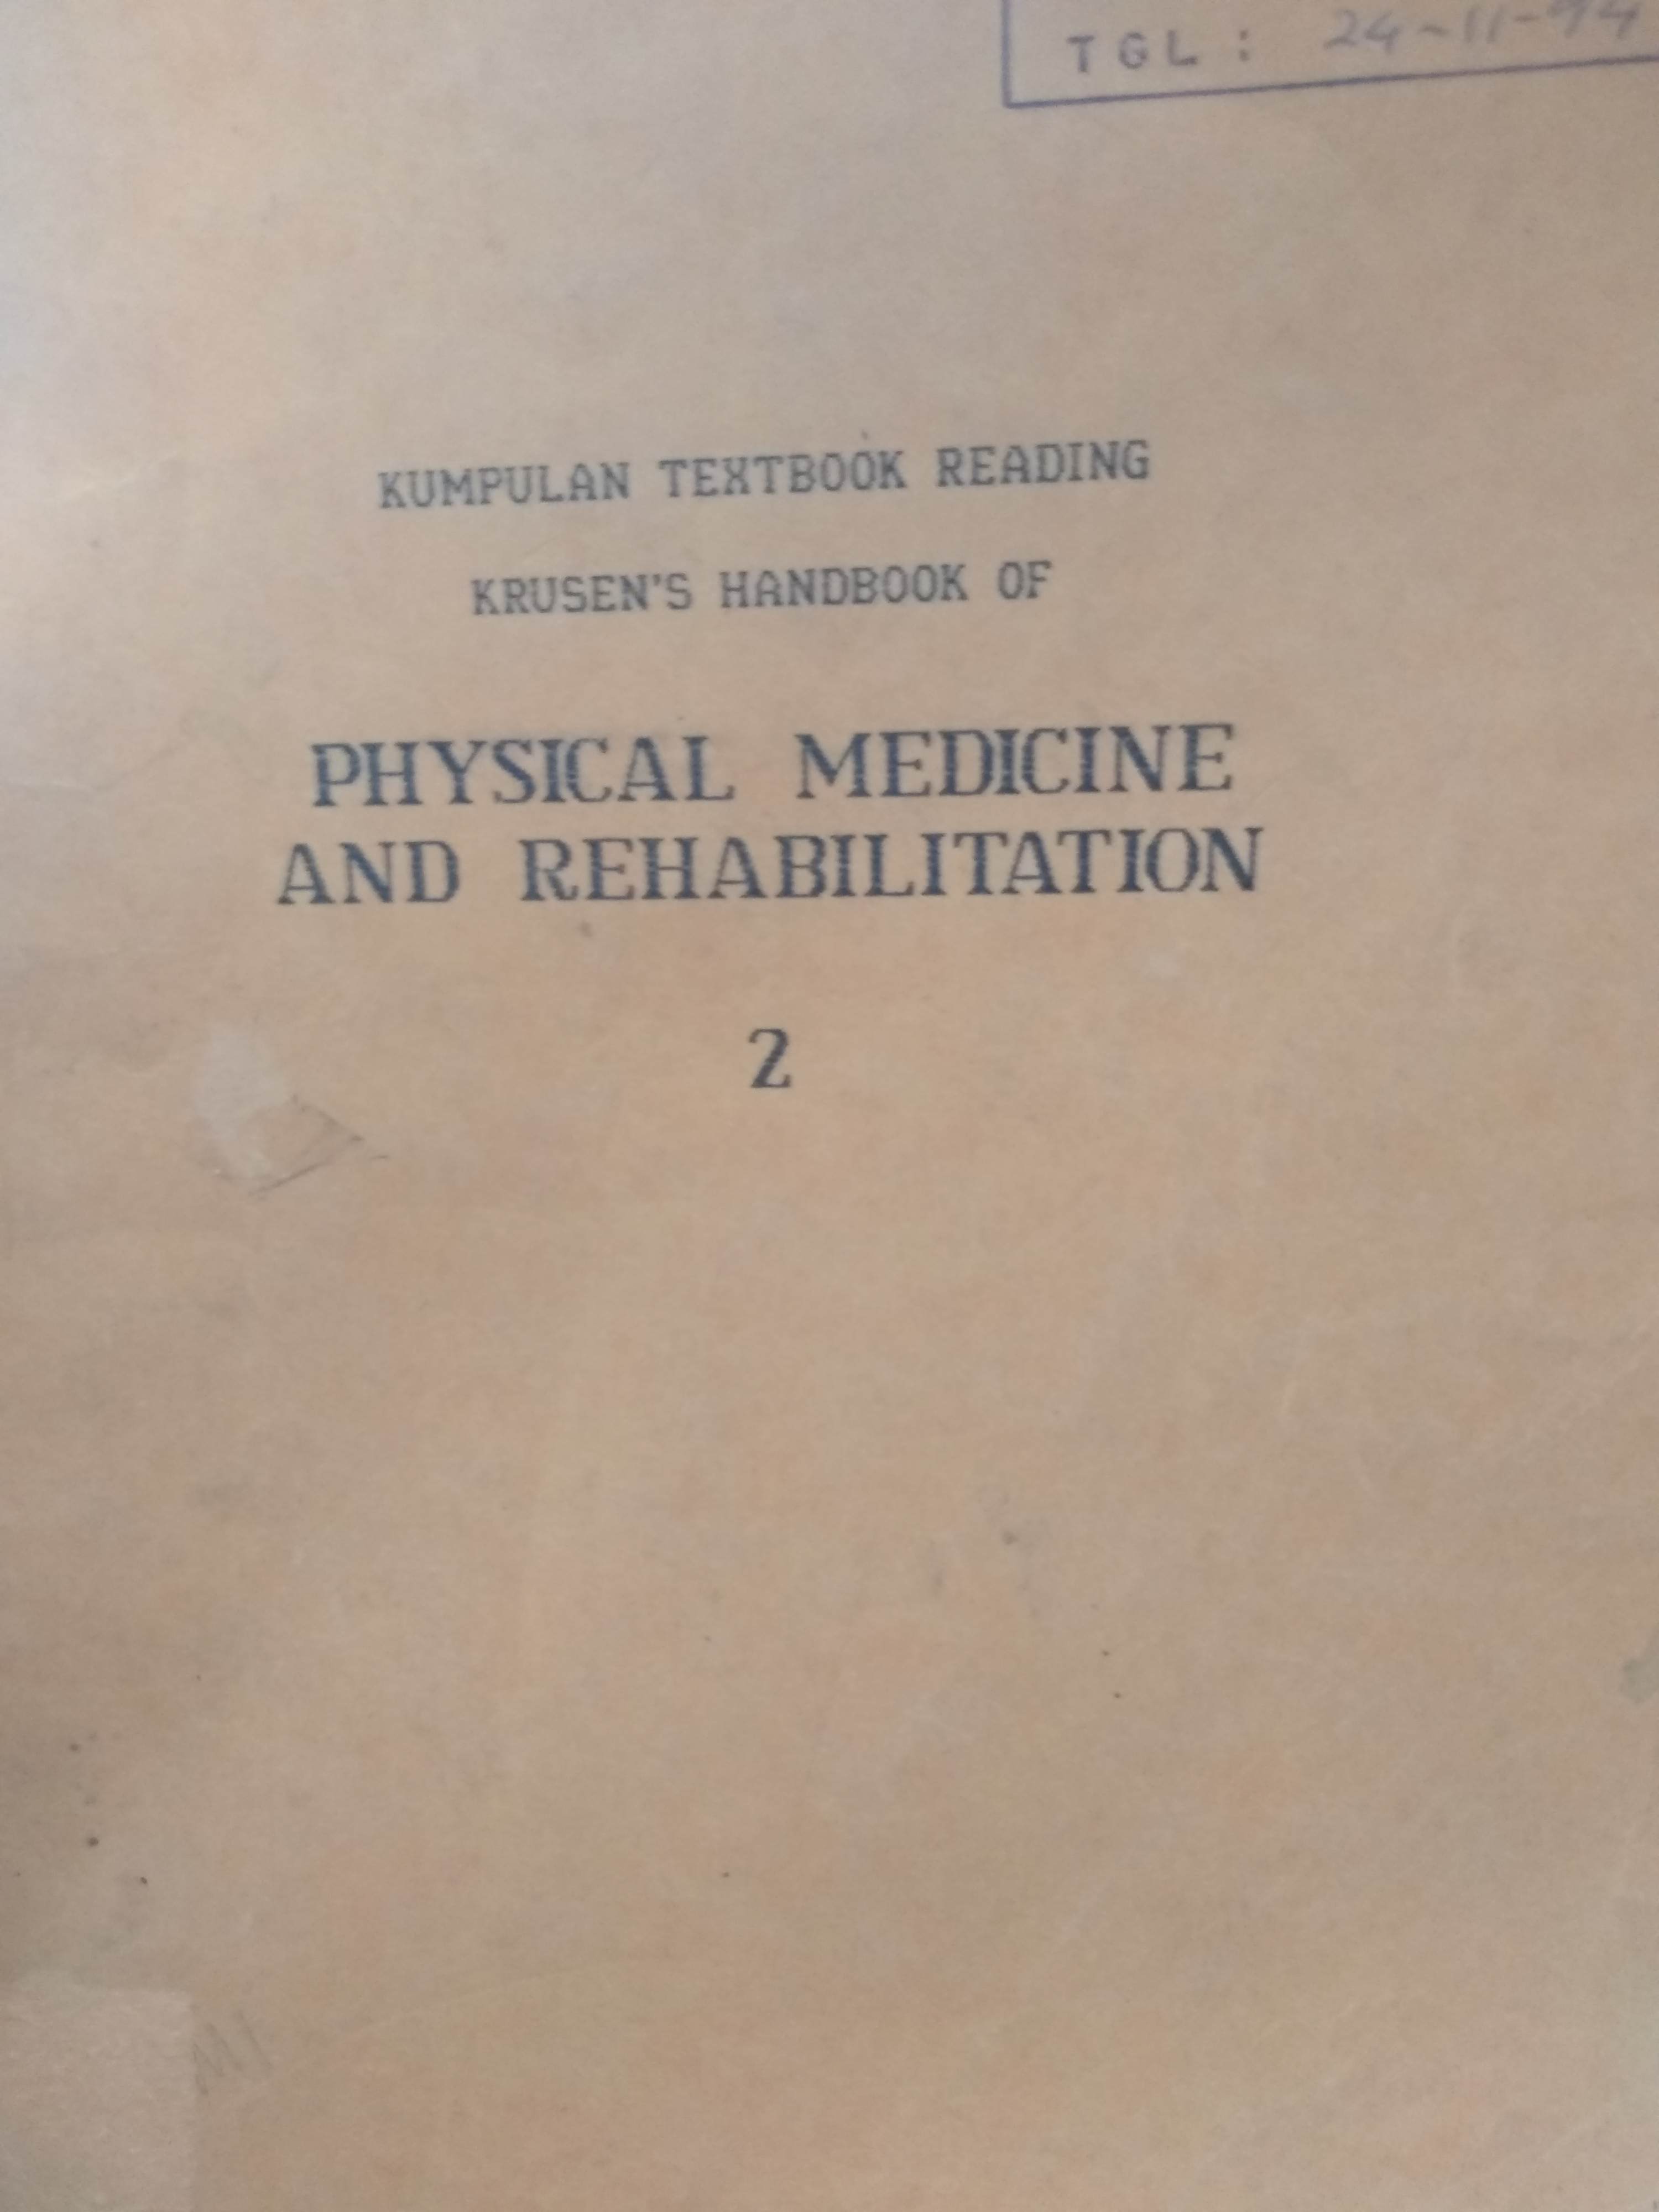 TGL : 24-11-94
KUMPULAN TEXTBOOK READING
KRUSEN'S HANDBOOK OF
PHYSICAL MEDICINE
AND REHABILITATION
2